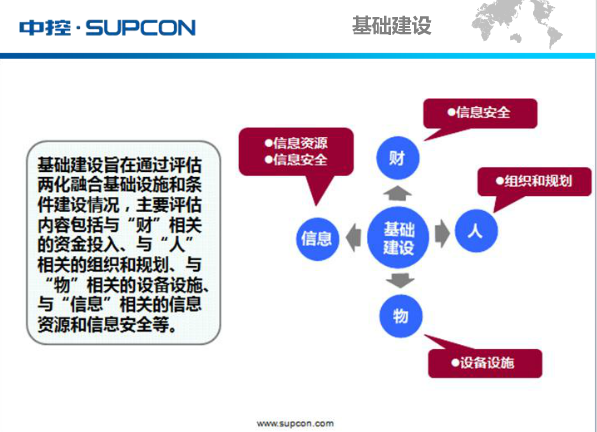 中控·SUPCON
基础建设
基础建设旨在通过评估
两化融合基础设施和条
件建设情况，主要评估
内容包括与“财”相关
的资金投入、与“人”
相关的组织和规划、与
“物”相关的设备设施、
与“信息”相关的信息
资源和信息安全等。
●信息安全
●信息资源
●信息安全
财
●组织和规划
信息
基础
建设
人
物
●设备设施
www.supcon.com